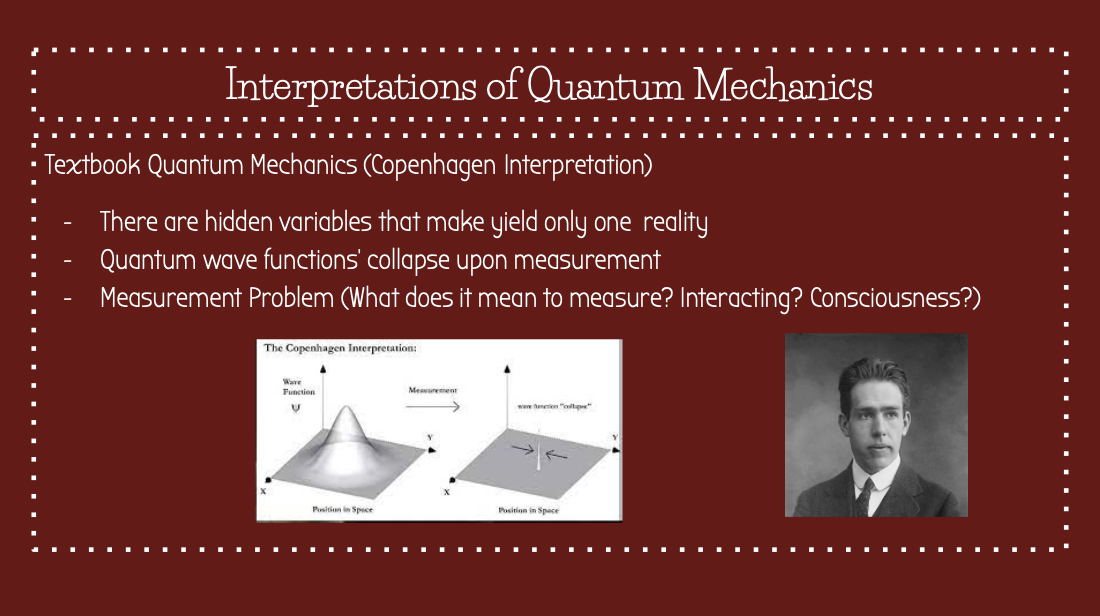 Interpretations of Quantum Mechanics
Textbook Quantum Mechanics (Copenhagen Interpretation)
- There are hidden variables that make yield only one reality
- Quantum wave functions' collapse upon measurement
- Measurement Problem (What does it mean to measure? Interacting? Consciousness?)
The Copenhagen Interpretation:
Wave
Function
Ψ
Measurement
wave function "collapse"
Y
Y
X
X
Position in Space
Position in Space